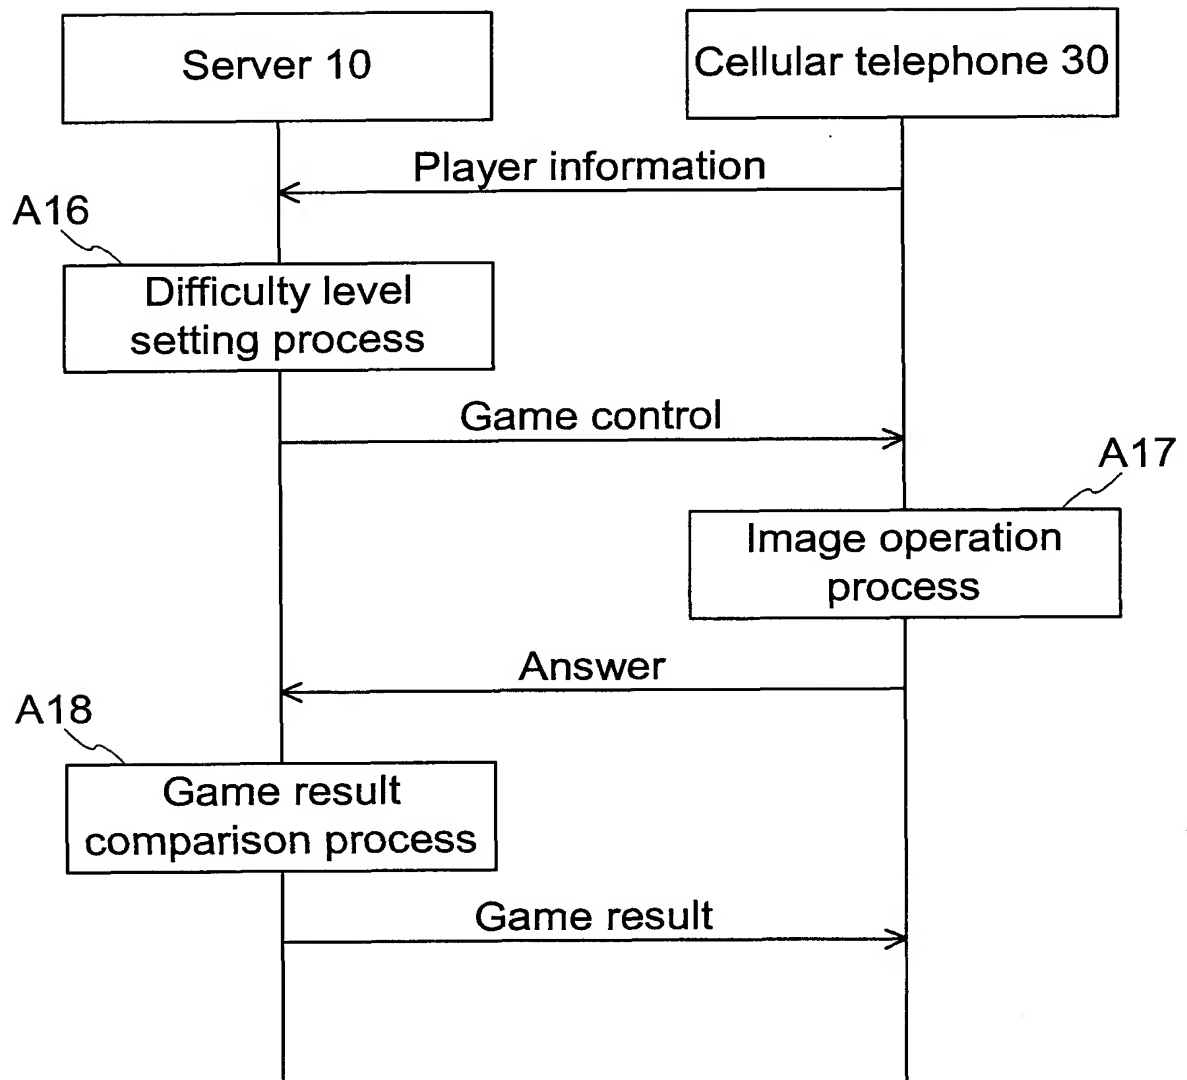 Server 10
Cellular telephone 30
Player information
A16
Difficulty level
setting process
Game control
A17
Image operation
process
Answer
A18
Game result
comparison process
Game result